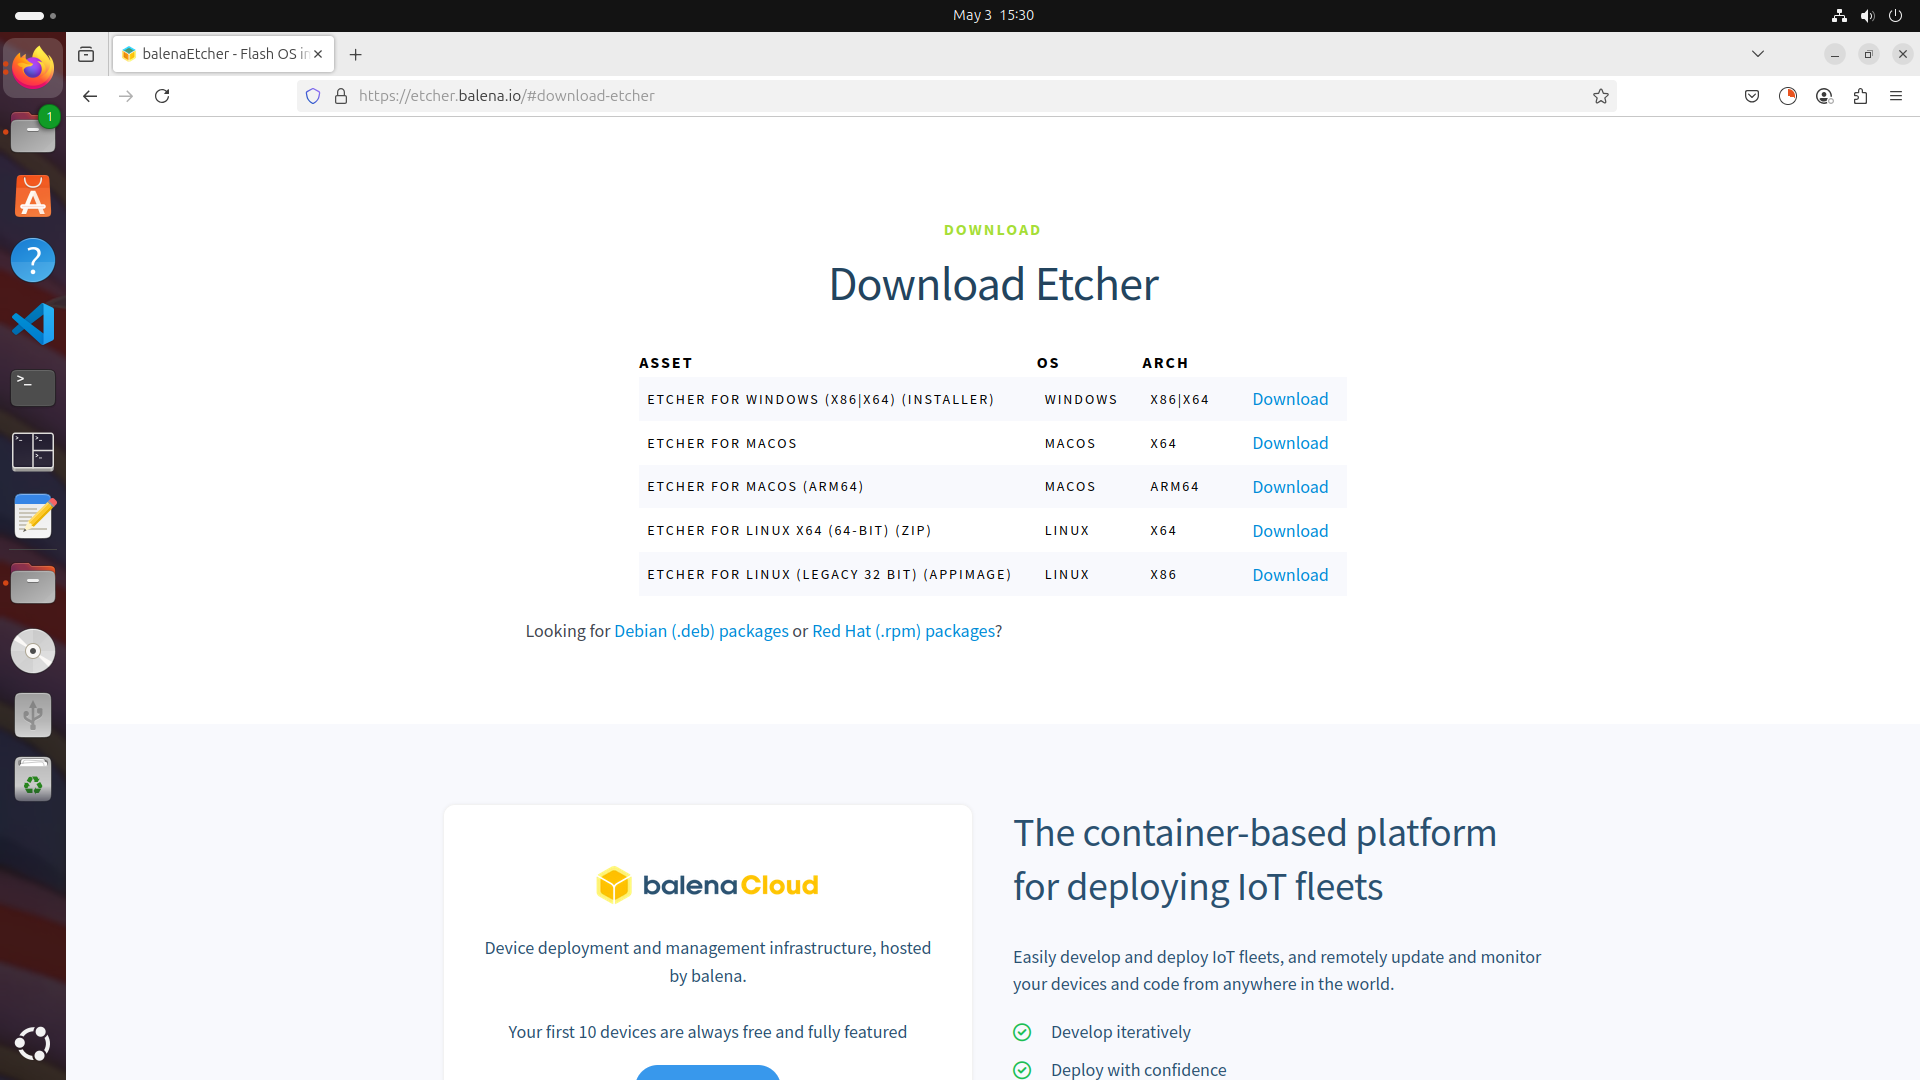 May 3 15:30
balenaEtcher - Flash OS in
https://etcher.balena.io/#download-etcher
1
DOWNLOAD
Download Etcher
ASSET OS ARCH
ETCHER FOR WINDOWS (X86|X64) (INSTALLER) WINDOWS X86|X64 Download
ETCHER FOR MACOS MACOS X64 Download
ETCHER FOR MACOS (ARM64) MACOS ARM64 Download
ETCHER FOR LINUX X64 (64-BIT) (ZIP) LINUX X64 Download
ETCHER FOR LINUX (LEGACY 32 BIT) (APPIMAGE) LINUX X86 Download
Looking for Debian (.deb) packages or Red Hat (.rpm) packages?
balenaCloud
Device deployment and management infrastructure, hosted
by balena.
Your first 10 devices are always free and fully featured
The container-based platform
for deploying IoT fleets
Easily develop and deploy IoT fleets, and remotely update and monitor
your devices and code from anywhere in the world.
Develop iteratively
Deploy with confidence